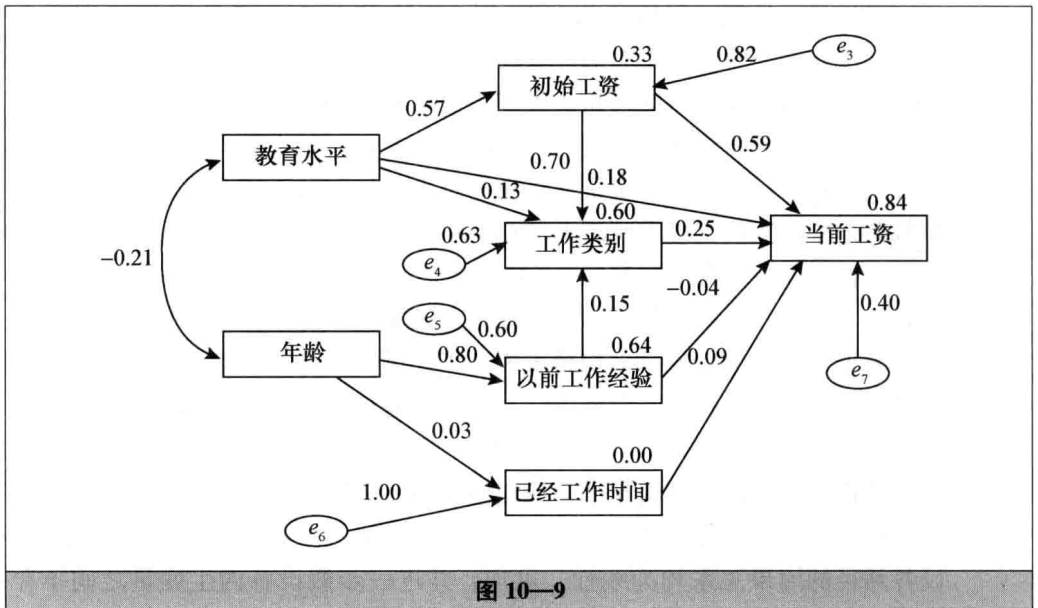 0.33
0.82
e3
初始工资
0.57
教育水平
0.59
0.70
0.18
0.13
0.84
0.60
当前工资
工作类别
0.25
0.63
e4
-0.21
-0.04
0.15
e5
0.60
0.40
年龄
0.80
0.64
0.09
以前工作经验
e7
0.03
0.00
已经工作时间
1.00
e6
图 10—9